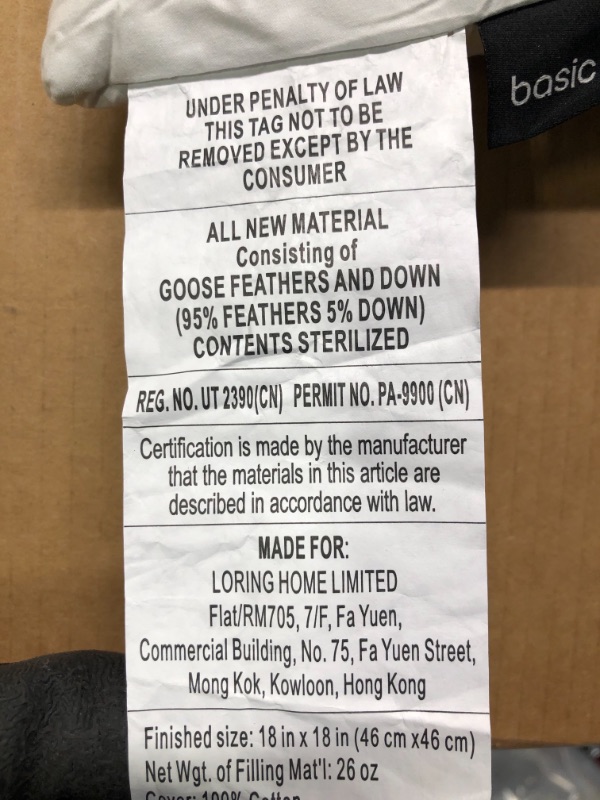 basic
UNDER PENALTY OF LAW
THIS TAG NOT TO BE
REMOVED EXCEPT BY THE
CONSUMER
ALL NEW MATERIAL
Consisting of
GOOSE FEATHERS AND DOWN
(95% FEATHERS 5% DOWN)
CONTENTS STERILIZED
REG. NO. UT 2390(CN) PERMIT NO. PA-9900 (CN)
Certification is made by the manufacturer
that the materials in this article are
described in accordance with law.
MADE FOR:
LORING HOME LIMITED
Flat/RM705, 7/F, Fa Yuen,
Commercial Building, No. 75, Fa Yuen Street,
Mong Kok, Kowloon, Hong Kong
Finished size: 18 in x 18 in (46 cm x46 cm)
Net Wgt. of Filling Mat'l: 26 oz
Cover: 100% Cotton